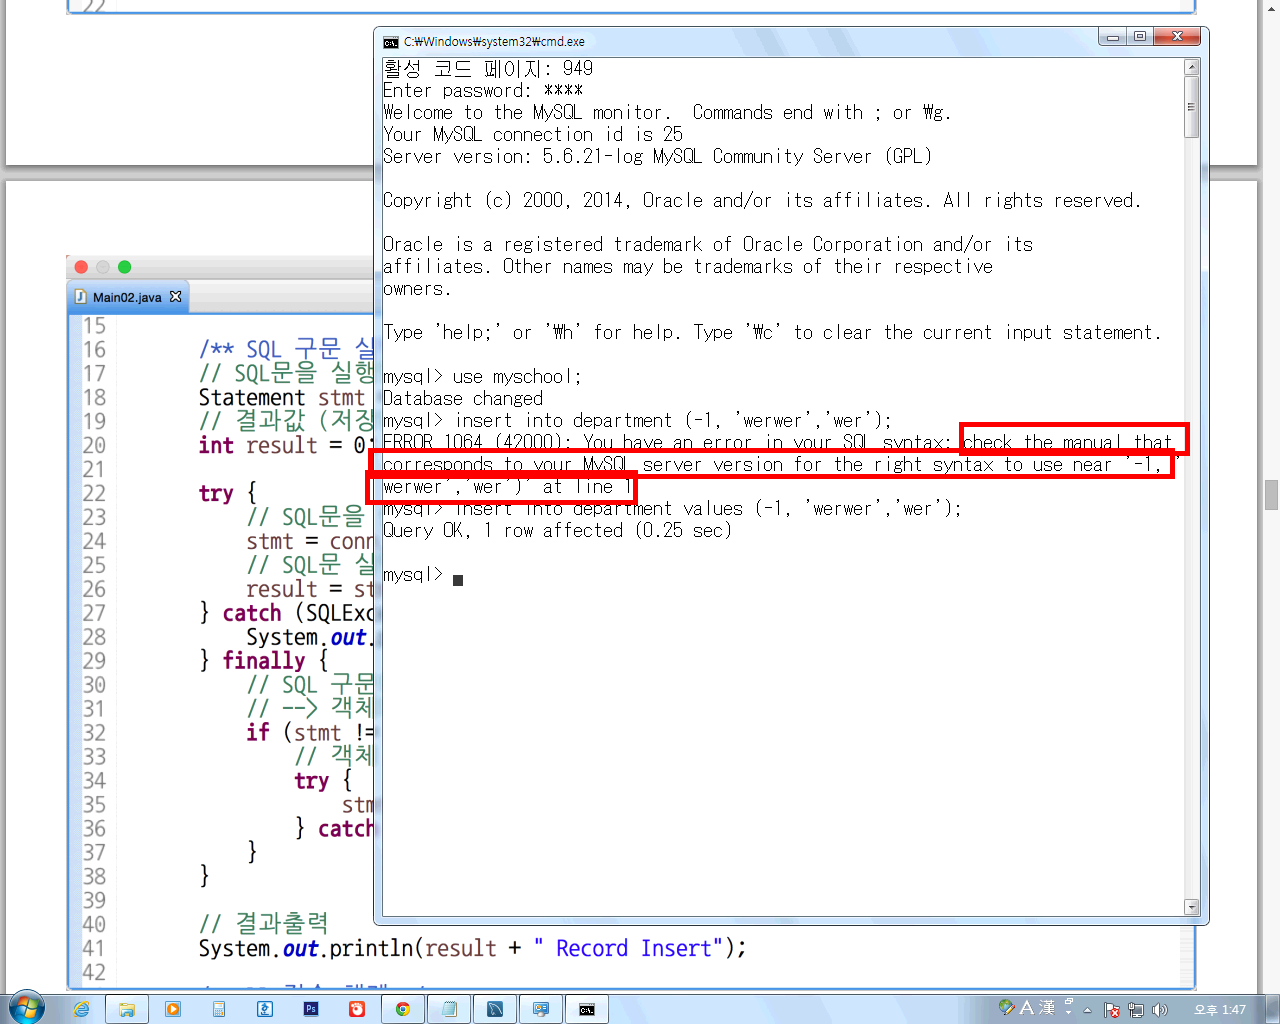 22
C:₩Windows₩system32₩cmd.exe
활성 코드 페이지: 949
Enter password: ****
Welcome to the MySQL monitor.  Commands end with ; or ₩g.
Your MySQL connection id is 25
Server version: 5.6.21-log MySQL Community Server (GPL)
Copyright (c) 2000, 2014, Oracle and/or its affiliates. All rights reserved.
Oracle is a registered trademark of Oracle Corporation and/or its
affiliates. Other names may be trademarks of their respective
owners.
Type 'help;' or '₩h' for help. Type '₩c' to clear the current input statement.
mysql> use myschool;
Database changed
mysql> insert into department (-1, 'werwer','wer');
ERROR 1064 (42000): You have an error in your SQL syntax; check the manual that
corresponds to your MySQL server version for the right syntax to use near '-1, '
werwer','wer')' at line 1
mysql> insert into department values (-1, 'werwer','wer');
Query OK, 1 row affected (0.25 sec)
mysql>
Main02.java
15
16 /** SQL 구문 실
17 // SQL문을 실행
18 Statement stmt
19 // 결과값 (저장
20 int result = 0;
21
22 try {
23 // SQL문을
24 stmt = conn
25 // SQL문 실
26 result = st
27 } catch (SQLExc
28 System.out.
29 } finally {
30 // SQL 구문
31 // --> 객체
32 if (stmt !=
33 // 객체
34 try {
35 stm
36 } catch
37 }
38 }
39
40 // 결과출력
41 System.out.println(result + " Record Insert");
42
A 漢
오후 1:47